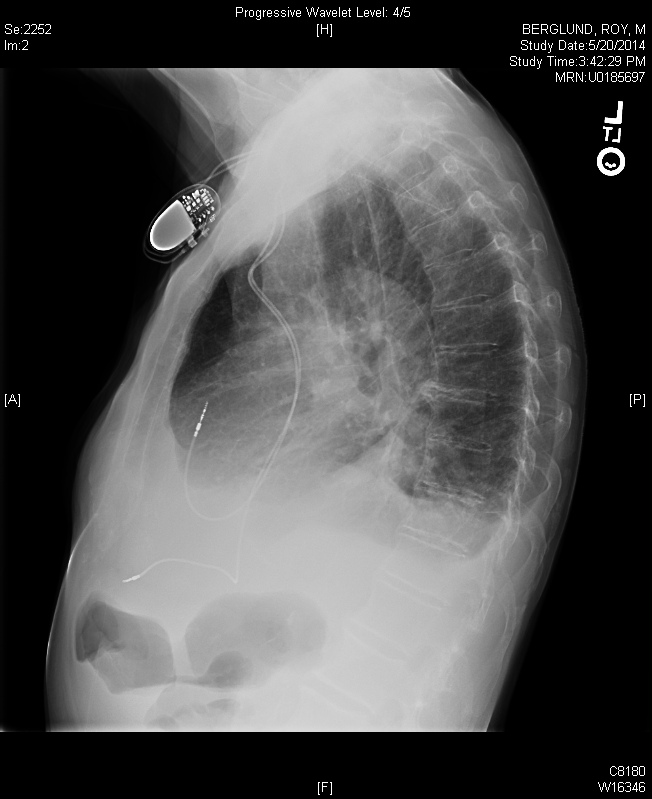 Progressive Wavelet Level: 4/5
Se:2252
Im:2
[H]
BERGLUND, ROY, M
Study Date:5/20/2014
Study Time:3:42:29 PM
MRN:U0185697
L
[A]
[P]
[F]
C8180
W16346